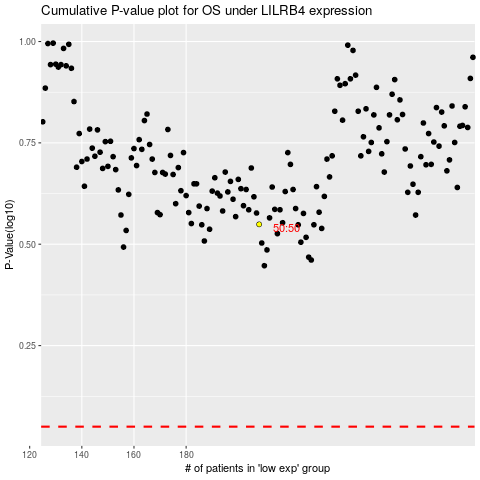 Cumulative P-value plot for OS under LILRB4 expression
1.00
0.75
0.50
0.25
P-Value(log10)
50:50
120 140 160 180
# of patients in 'low exp' group